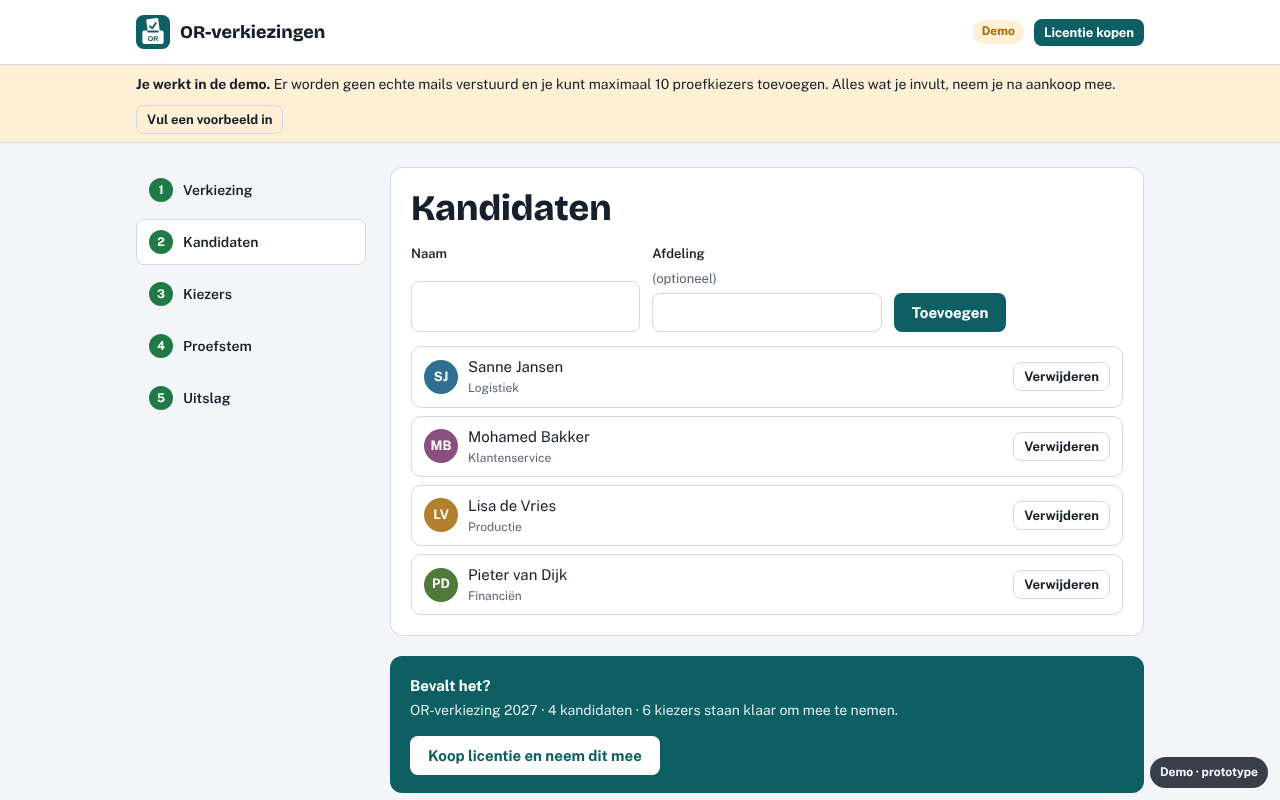 OR
OR-verkiezingen
Demo
Licentie kopen
Je werkt in de demo. Er worden geen echte mails verstuurd en je kunt maximaal 10 proefkiezers toevoegen. Alles wat je invult, neem je na aankoop mee.
Vul een voorbeeld in
1 Verkiezing
2 Kandidaten
3 Kiezers
4 Proefstem
5 Uitslag
Kandidaten
Naam
Afdeling
(optioneel)
Toevoegen
SJ
Sanne Jansen
Logistiek
Verwijderen
MB
Mohamed Bakker
Klantenservice
Verwijderen
LV
Lisa de Vries
Productie
Verwijderen
PD
Pieter van Dijk
Financiën
Verwijderen
Bevalt het?
OR-verkiezing 2027 · 4 kandidaten · 6 kiezers staan klaar om mee te nemen.
Koop licentie en neem dit mee
Demo · prototype